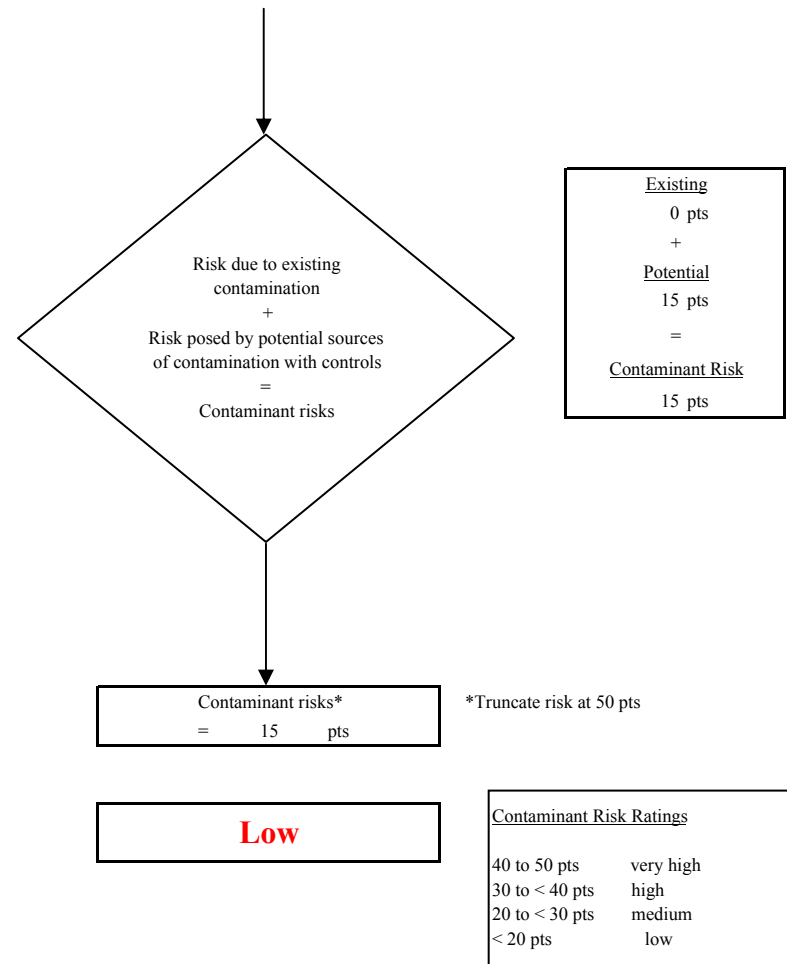 Risk due to existing
contamination
+
Risk posed by potential sources
of contamination with controls
=
Contaminant risks
Existing
0 pts
+
Potential
15 pts
=
Contaminant Risk
15 pts
Contaminant risks*
= 15 pts
*Truncate risk at 50 pts
Low
Contaminant Risk Ratings
40 to 50 pts very high
30 to < 40 pts high
20 to < 30 pts medium
< 20 pts low